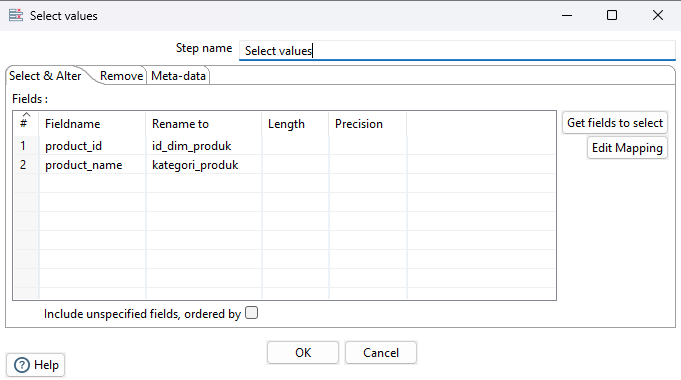 Select values
Step name Select values
Select & Alter Remove Meta-data
Fields :
# Fieldname Rename to Length Precision
1 product_id id_dim_produk
2 product_name kategori_produk
Get fields to select
Edit Mapping
Include unspecified fields, ordered by
OK Cancel
Help